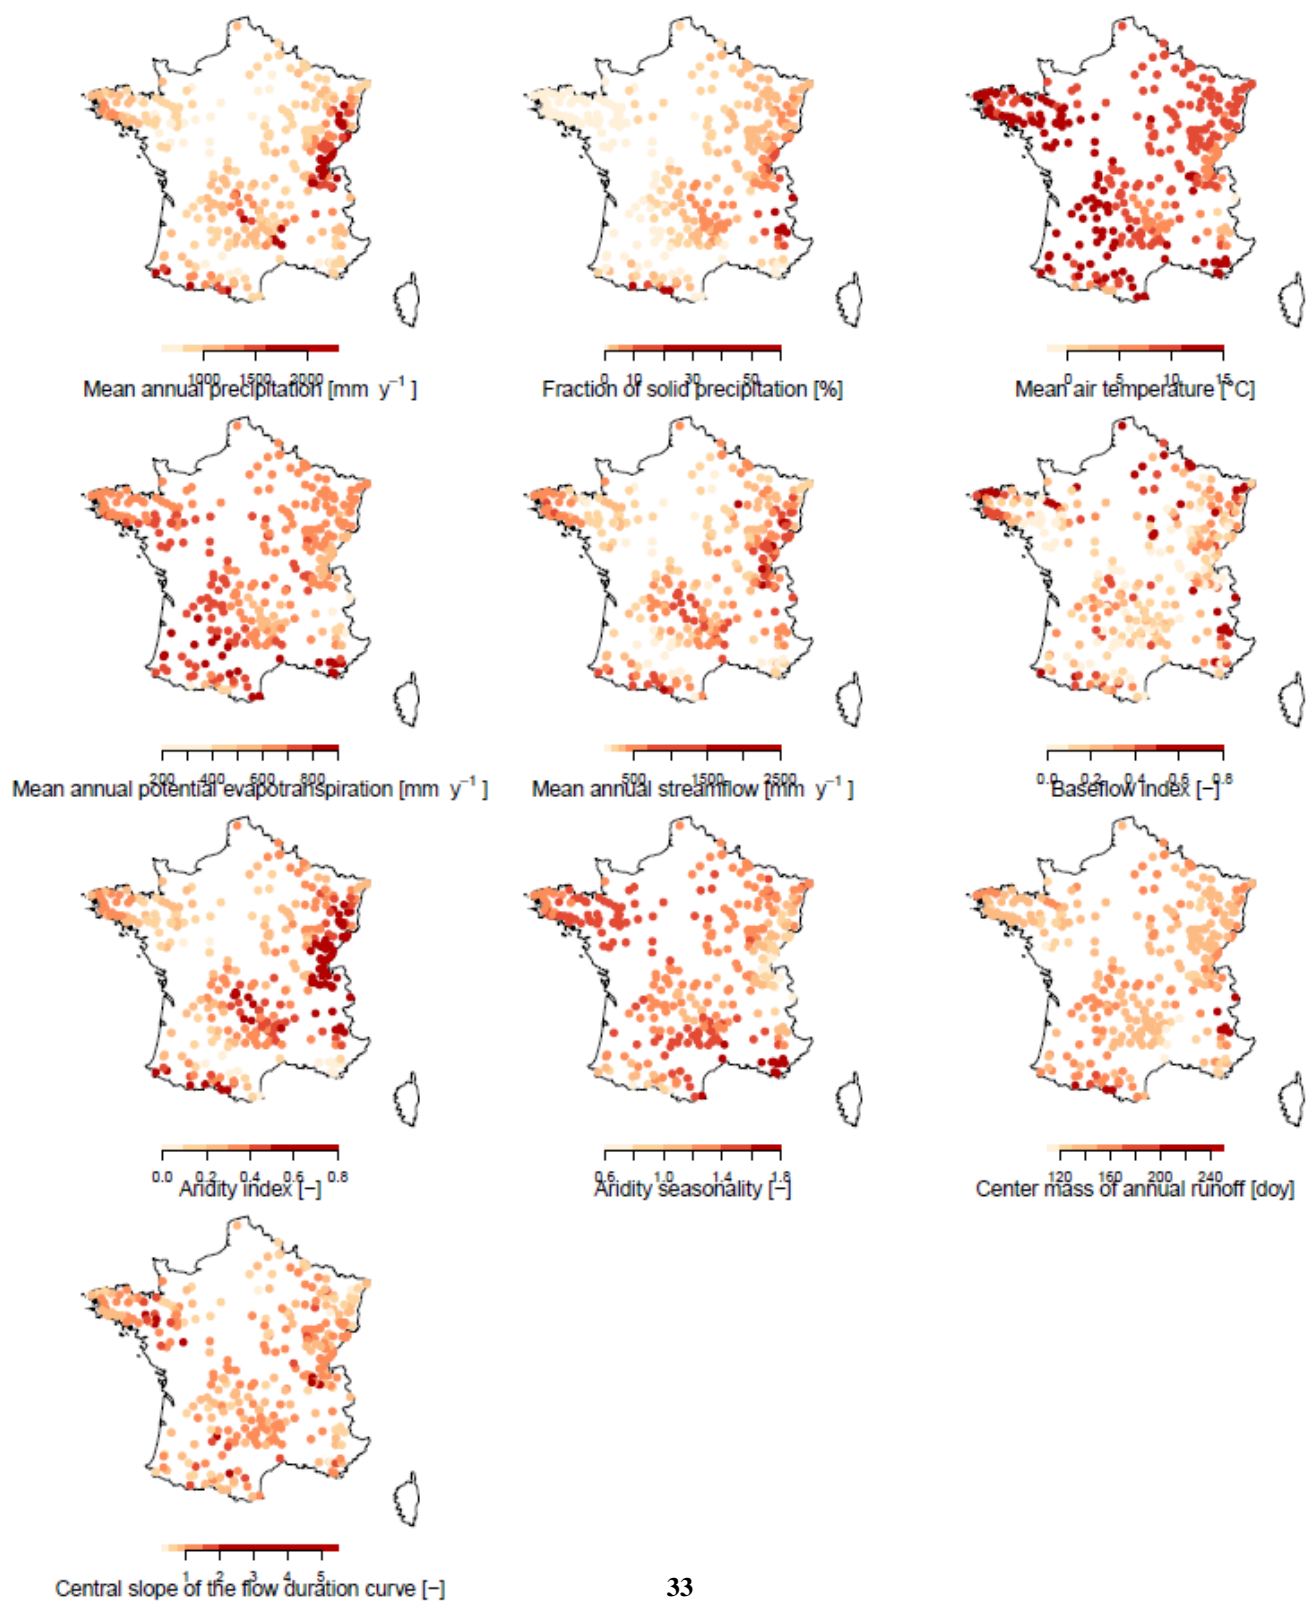 1000 1500 2000
Mean annual precipitation [mm y−1 ]
0 10 30 50
Fraction of solid precipitation [%]
0 5 10 15
Mean air temperature [°C]
200 400 600 800
Mean annual potential evapotranspiration [mm y−1 ]
500 1500 2500
Mean annual streamflow [mm y−1 ]
0.0 0.2 0.4 0.6 0.8
Baseflow index [−]
0.0 0.2 0.4 0.6 0.8
Aridity index [−]
0.6 1.0 1.4 1.8
Aridity seasonality [−]
120 160 200 240
Center mass of annual runoff [doy]
1 2 3 4 5
Central slope of the flow duration curve [−]
33